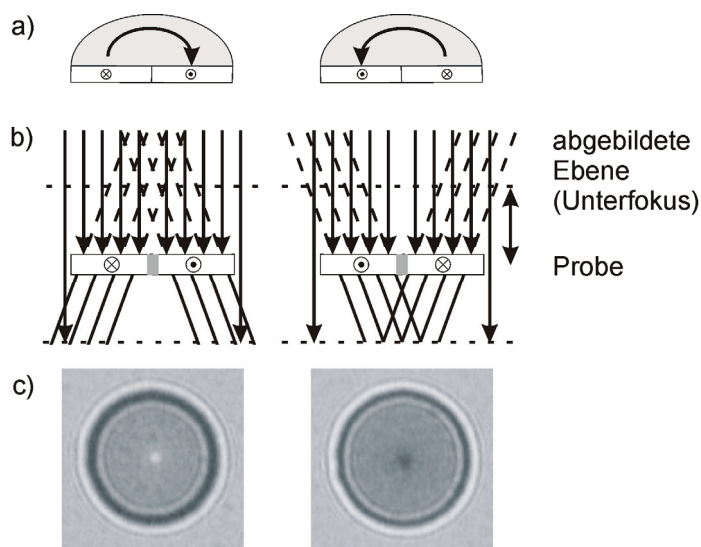 a)
b)
abgebildete
Ebene
(Unterfokus)
Probe
c)